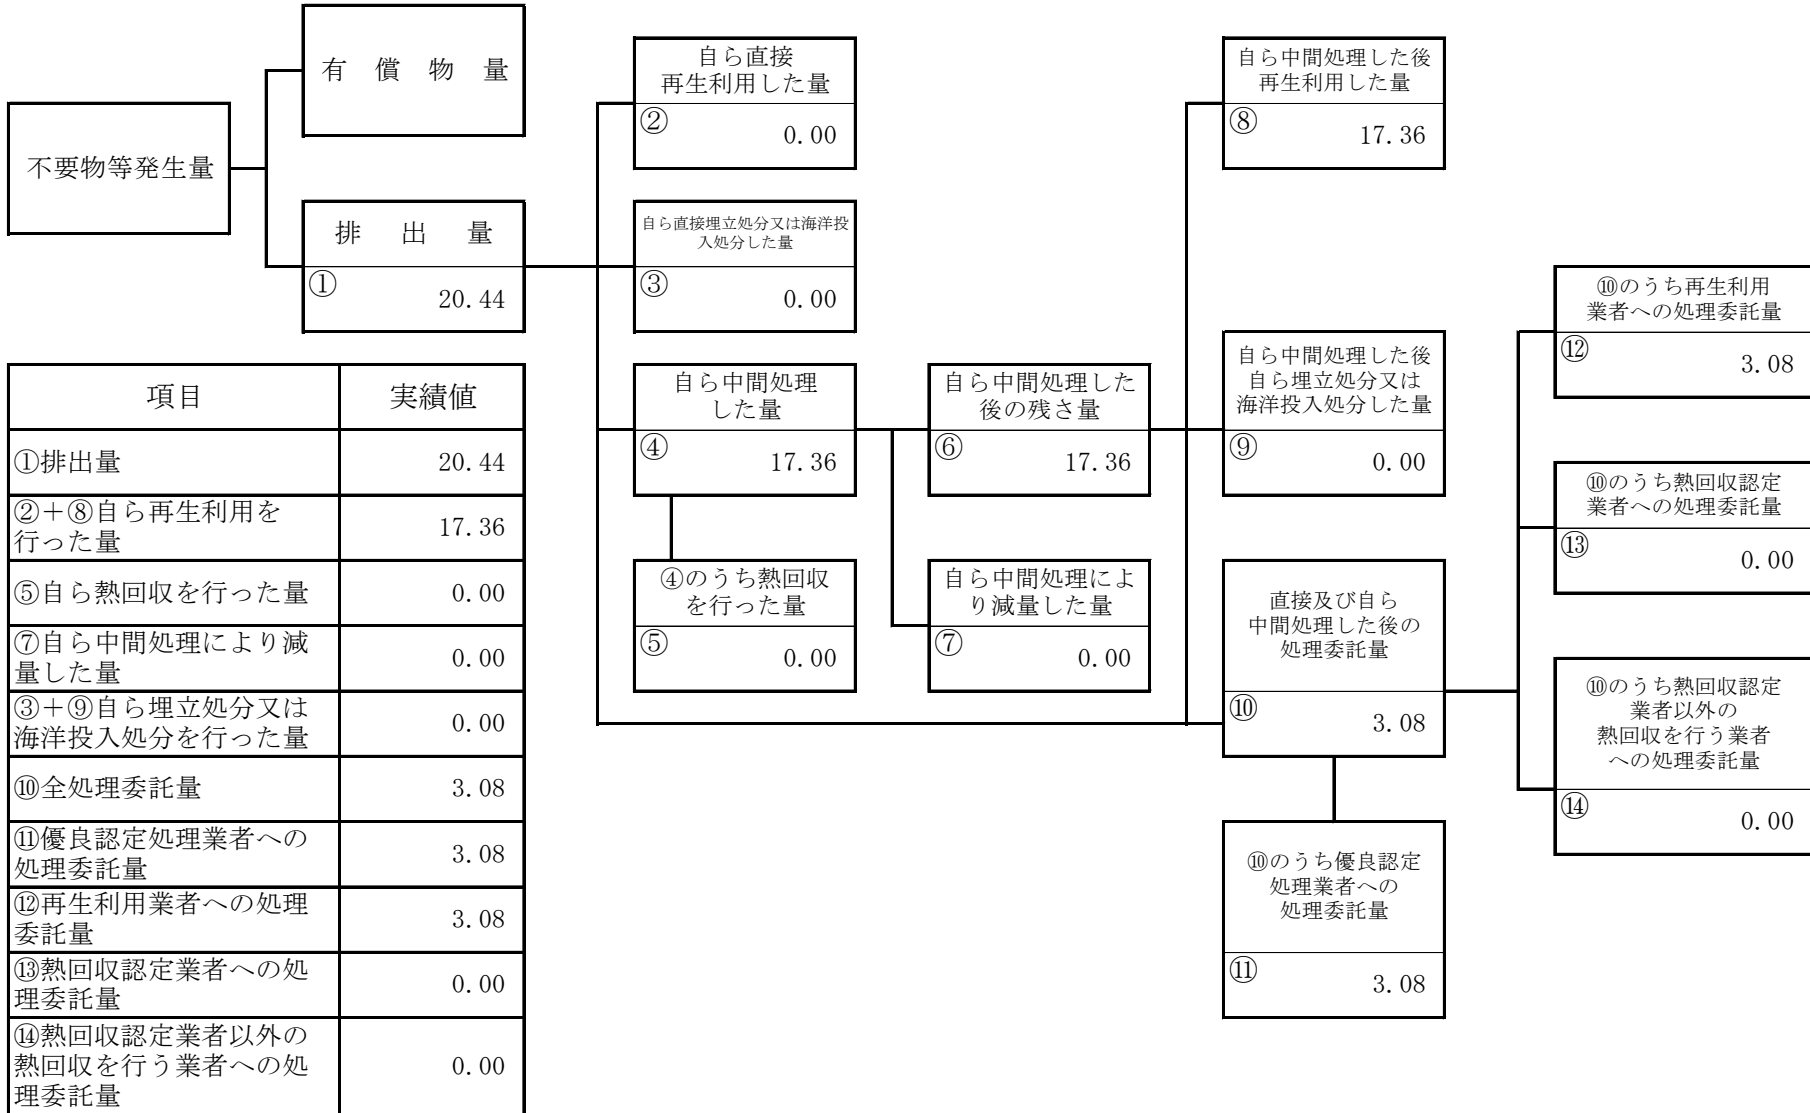 有償物量
不要物等発生量
排出量
①
20.44
自ら直接
再生利用した量
②
0.00
自ら直接埋立処分又は海洋投
入処分した量
③
0.00
自ら中間処理
した量
④
17.36
④のうち熱回収
を行った量
⑤
0.00
自ら中間処理した
後の残さ量
⑥
17.36
自ら中間処理によ
り減量した量
⑦
0.00
自ら中間処理した後
再生利用した量
⑧
17.36
自ら中間処理した後
自ら埋立処分又は
海洋投入処分した量
⑨
0.00
直接及び自ら
中間処理した後の
処理委託量
⑩
3.08
⑩のうち優良認定
処理業者への
処理委託量
⑪
3.08
⑩のうち再生利用
業者への処理委託量
⑫
3.08
⑩のうち熱回収認定
業者への処理委託量
⑬
0.00
⑩のうち熱回収認定
業者以外の
熱回収を行う業者
への処理委託量
⑭
0.00
項目 実績値
①排出量 20.44
②＋⑧自ら再生利用を
行った量 17.36
⑤自ら熱回収を行った量 0.00
⑦自ら中間処理により減
量した量 0.00
③＋⑨自ら埋立処分又は
海洋投入処分を行った量 0.00
⑩全処理委託量 3.08
⑪優良認定処理業者への
処理委託量 3.08
⑫再生利用業者への処理
委託量 3.08
⑬熱回収認定業者への処
理委託量 0.00
⑭熱回収認定業者以外の
熱回収を行う業者への処 0.00
理委託量